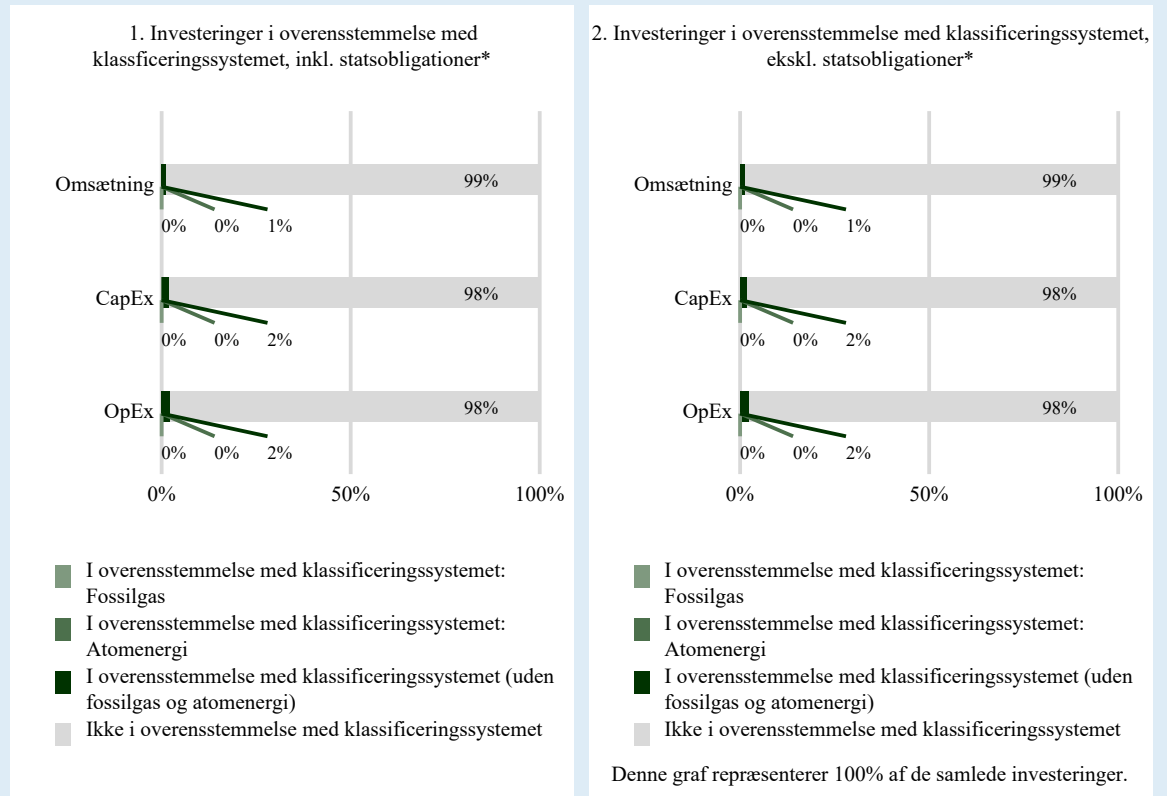 1. Investeringer i overensstemmelse med
klassficeringssystemet, inkl. statsobligationer*
Omsætning
99%
0% 0% 1%
CapEx
98%
0% 0% 2%
OpEx
98%
0% 0% 2%
0% 50% 100%
I overensstemmelse med klassificeringssystemet:
Fossilgas
I overensstemmelse med klassificeringssystemet:
Atomenergi
I overensstemmelse med klassificeringssystemet (uden
fossilgas og atomenergi)
Ikke i overensstemmelse med klassificeringssystemet
2. Investeringer i overensstemmelse med klassificeringssystemet,
ekskl. statsobligationer*
Omsætning
99%
0% 0% 1%
CapEx
98%
0% 0% 2%
OpEx
98%
0% 0% 2%
0% 50% 100%
I overensstemmelse med klassificeringssystemet:
Fossilgas
I overensstemmelse med klassificeringssystemet:
Atomenergi
I overensstemmelse med klassificeringssystemet (uden
fossilgas og atomenergi)
Ikke i overensstemmelse med klassificeringssystemet
Denne graf repræsenterer 100% af de samlede investeringer.